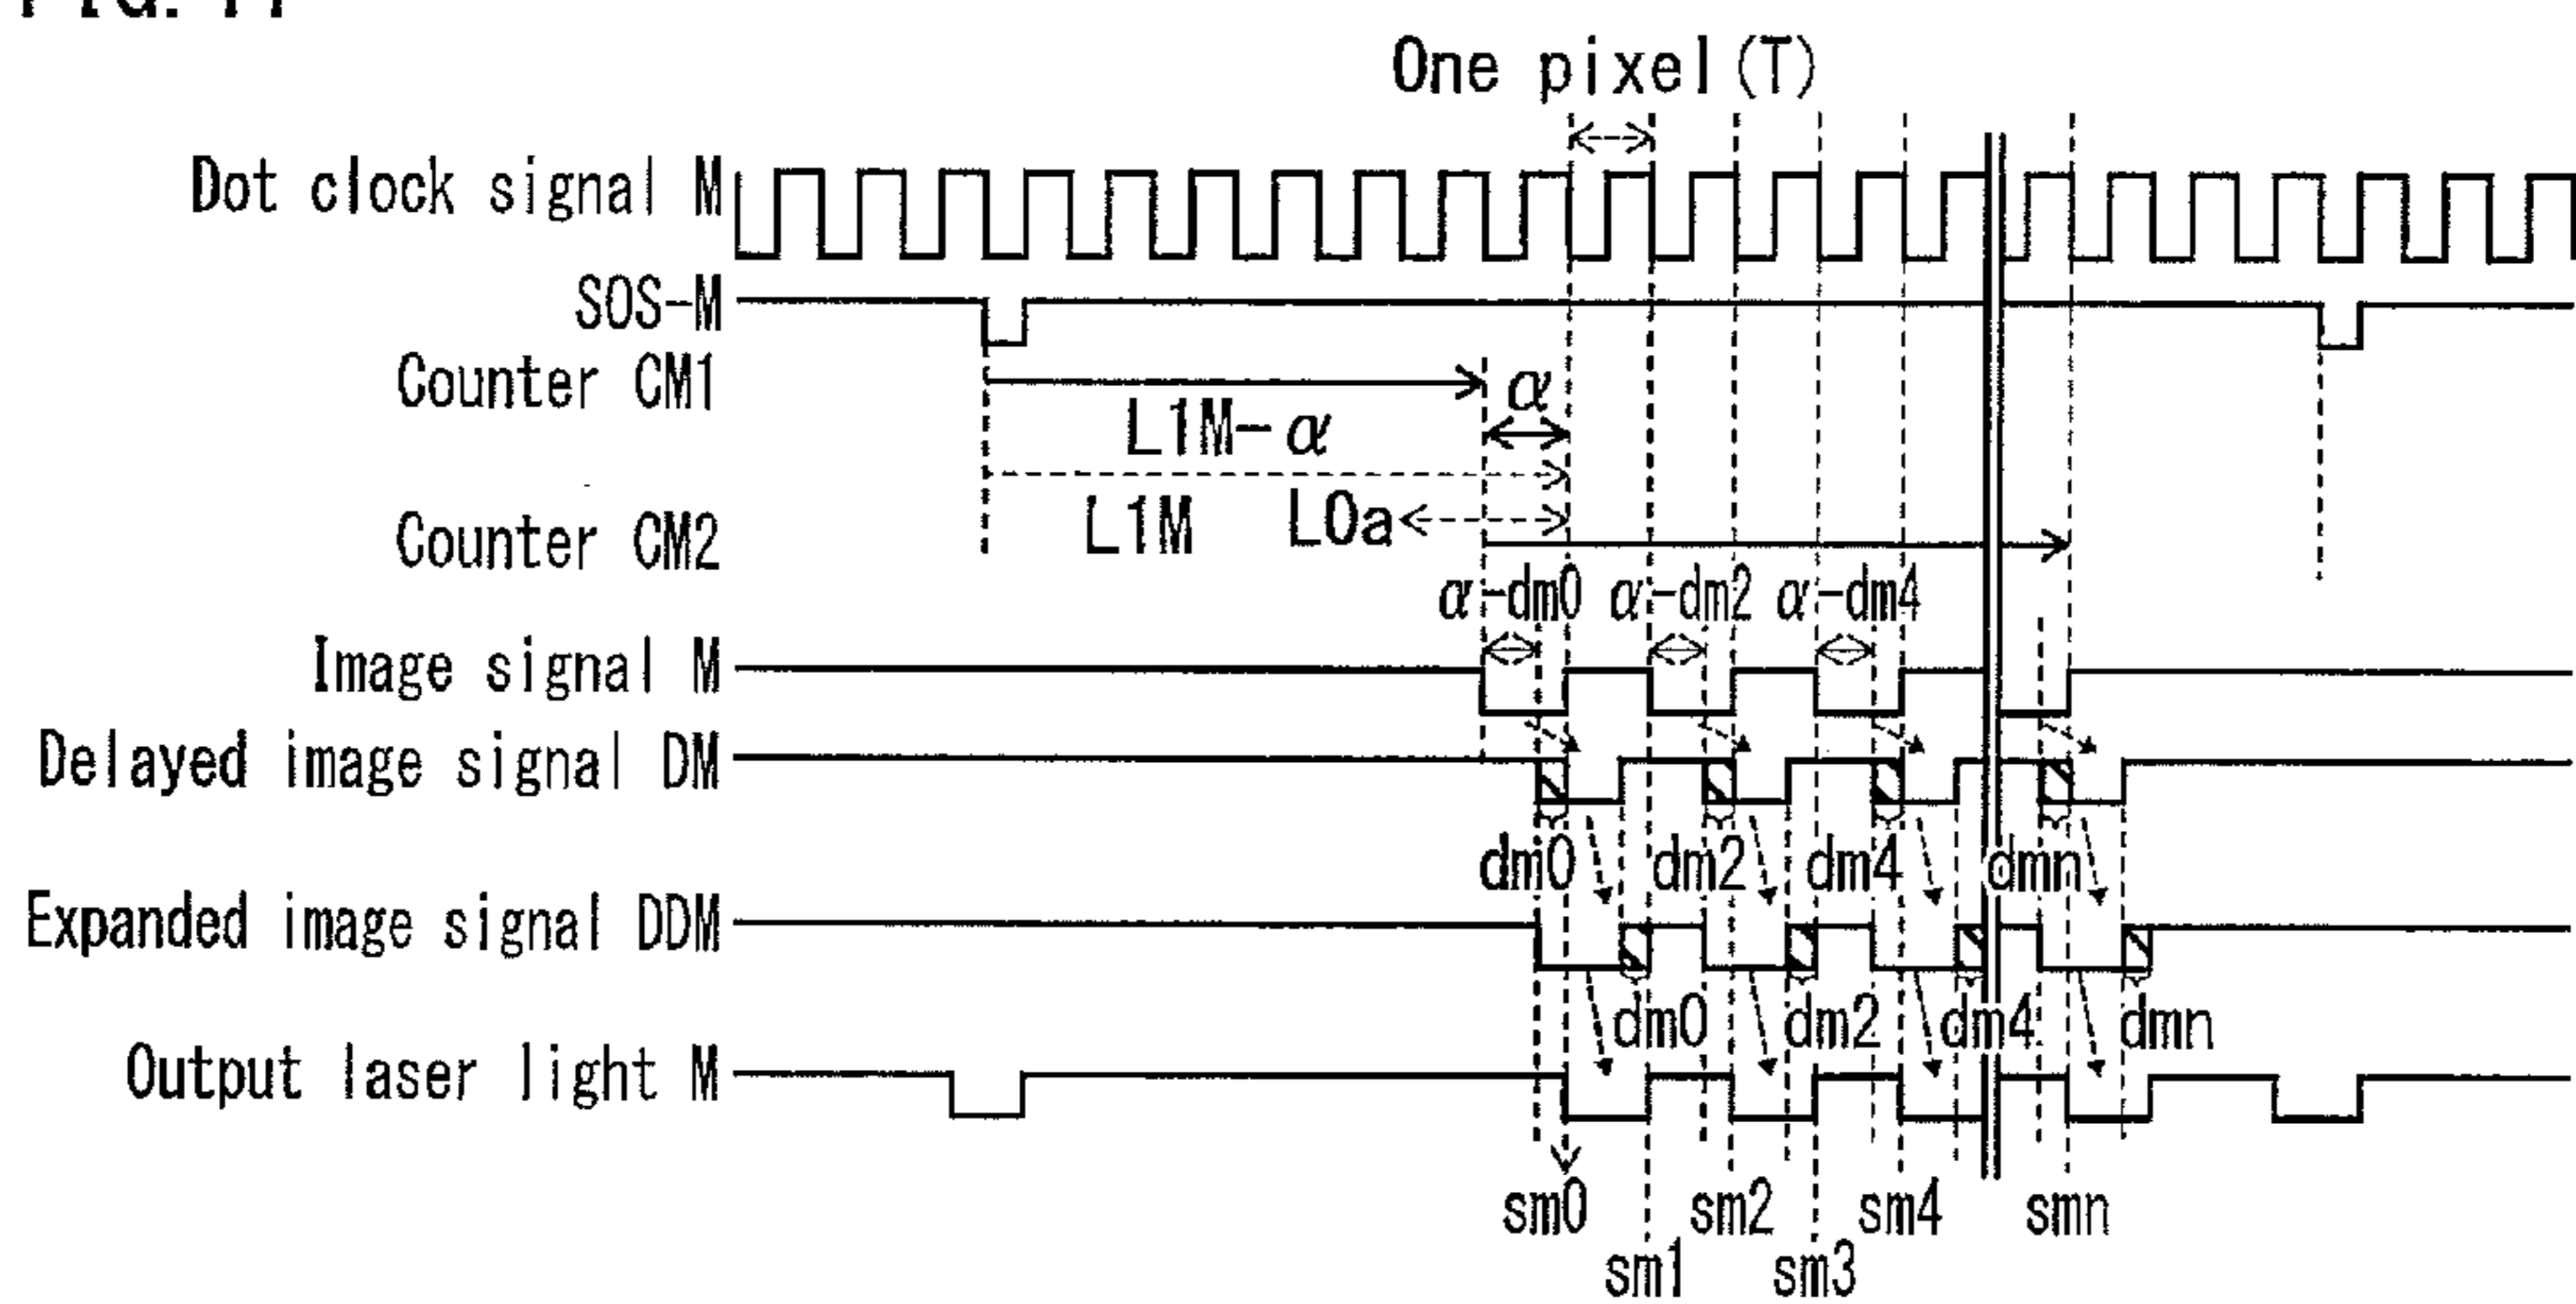 One pixel(T)
Dot clock signal M
SOS-M
Counter CM1
α
L1M-α
L1M
L0a
Counter CM2
α-dm0 α-dm2 α-dm4
Image signal M
Delayed image signal DM
dm0 dm2 dm4 dmn
Expanded image signal DDM
dm0 dm2 dm4 dmn
Output laser light M
sm0 sm2 sm4 smn
sm1 sm3